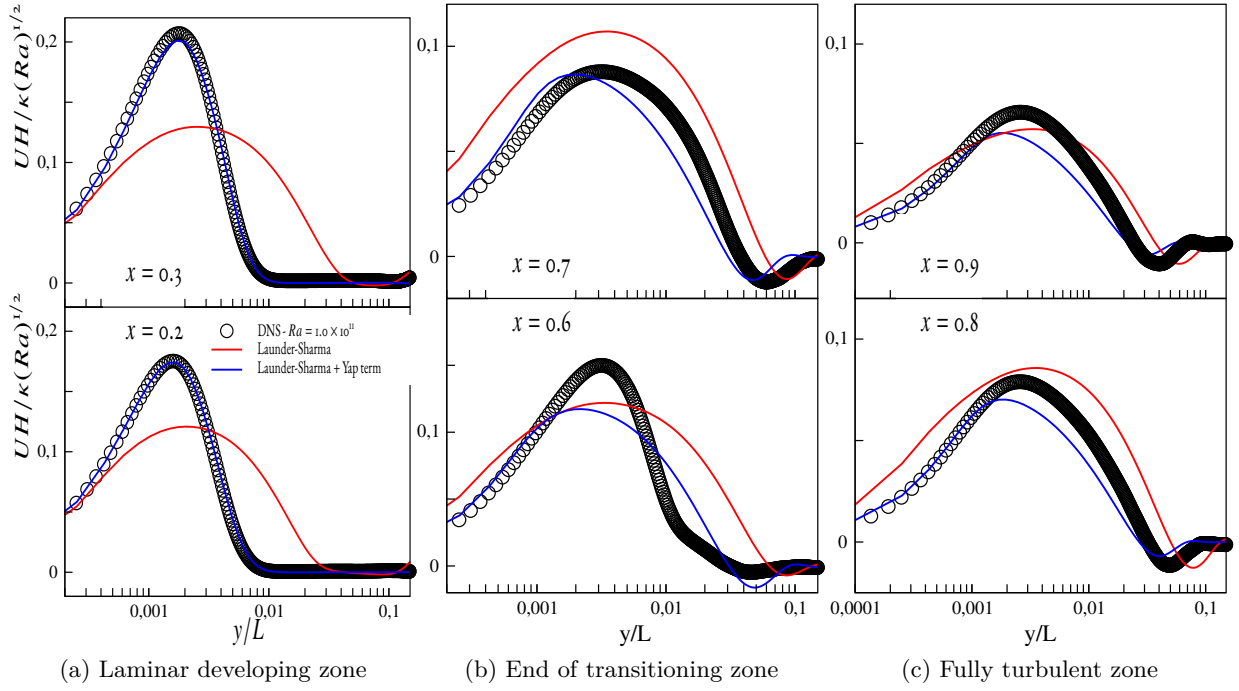 UH/κ(Ra)^1/2
0,2
0,1
0
x = 0.3
0,1
0
x = 0.7
0,1
0
x = 0.9
UH/κ(Ra)^1/2
0,2
0,1
0
x = 0.2
DNS - Ra = 1.0 × 10^11
Launder-Sharma
Launder-Sharma + Yap term
0,1
0
x = 0.6
0,1
0
x = 0.8
0,001 0,01 0,1
0,001 0,01 0,1
0,0001 0,001 0,01 0,1
y/L
y/L
y/L
(a) Laminar developing zone
(b) End of transitioning zone
(c) Fully turbulent zone